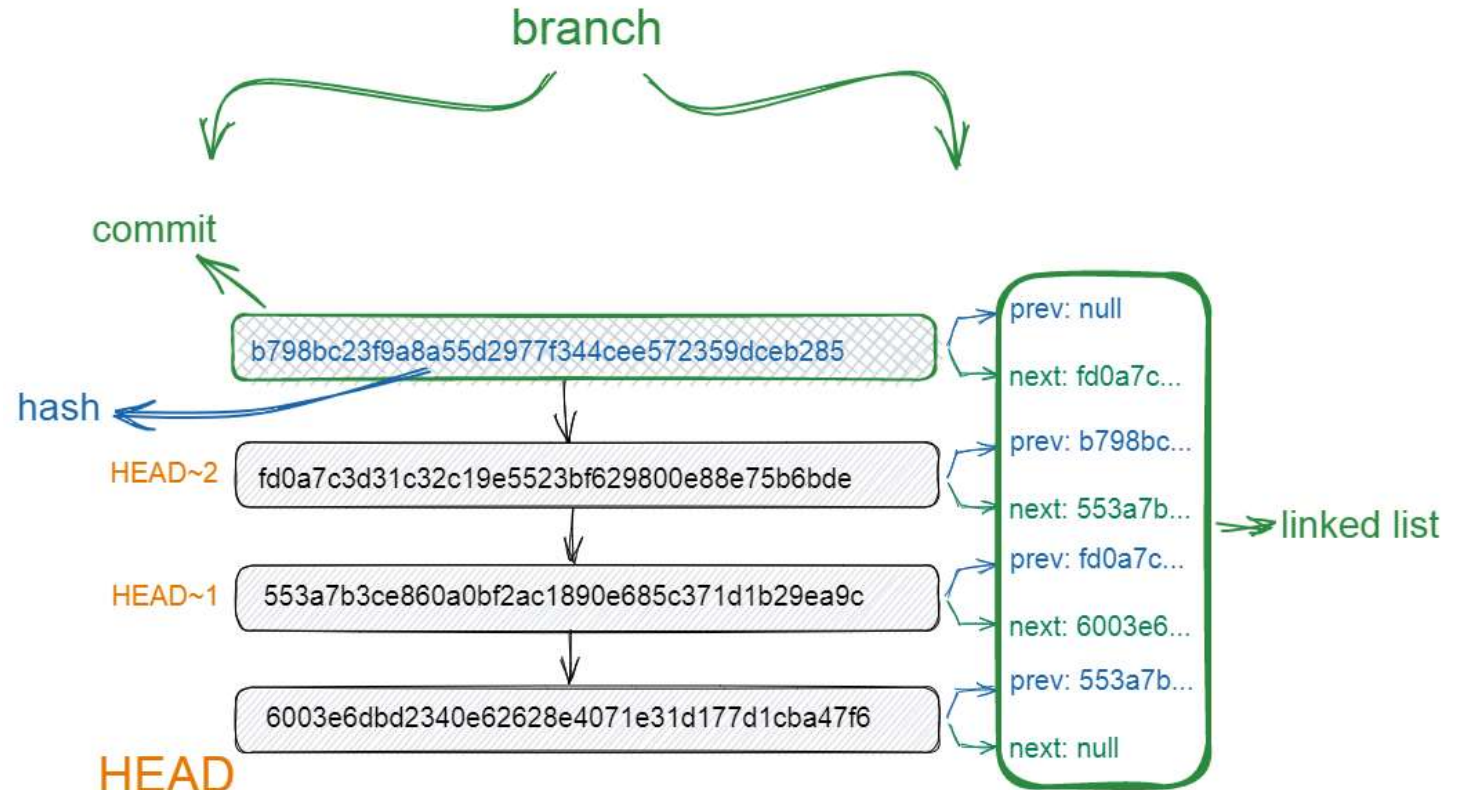 branch
commit
prev: null
b798bc23f9a8a55d2977f344cee572359dceb285
next: fd0a7c...
hash
prev: b798bc...
HEAD~2
fd0a7c3d31c32c19e5523bf629800e88e75b6bde
next: 553a7b...
linked list
prev: fd0a7c...
HEAD~1
553a7b3ce860a0bf2ac1890e685c371d1b29ea9c
next: 6003e6...
prev: 553a7b...
6003e6dbd2340e62628e4071e31d177d1cba47f6
next: null
HEAD